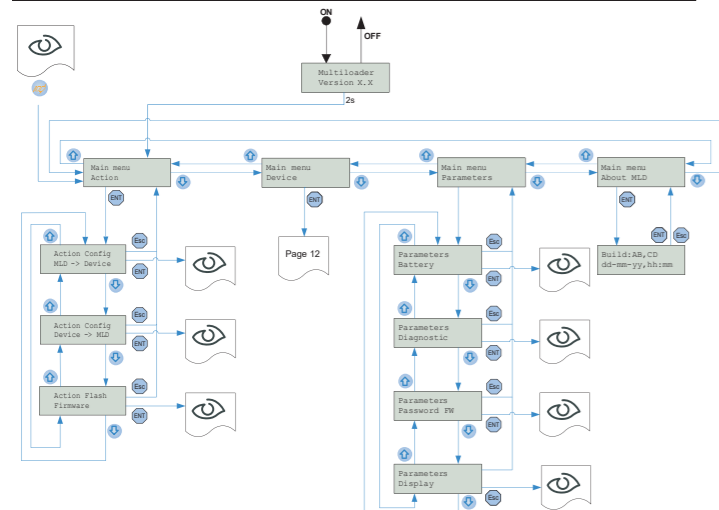 ON
OFF
Multiloader
Version X.X
2s
Main menu
Action
Main menu
Device
Main menu
Parameters
Main menu
About MLD
ENT
ENT
ENT
ENT
Esc
Page 12
Build:AB,CD
dd-mm-yy,hh:mm
Action Config
MLD -> Device
Esc
ENT
Action Config
Device -> MLD
Esc
ENT
Action Flash
Firmware
Esc
ENT
Parameters
Battery
Esc
ENT
Parameters
Diagnostic
Esc
ENT
Parameters
Password FW
Esc
ENT
Parameters
Display
Esc